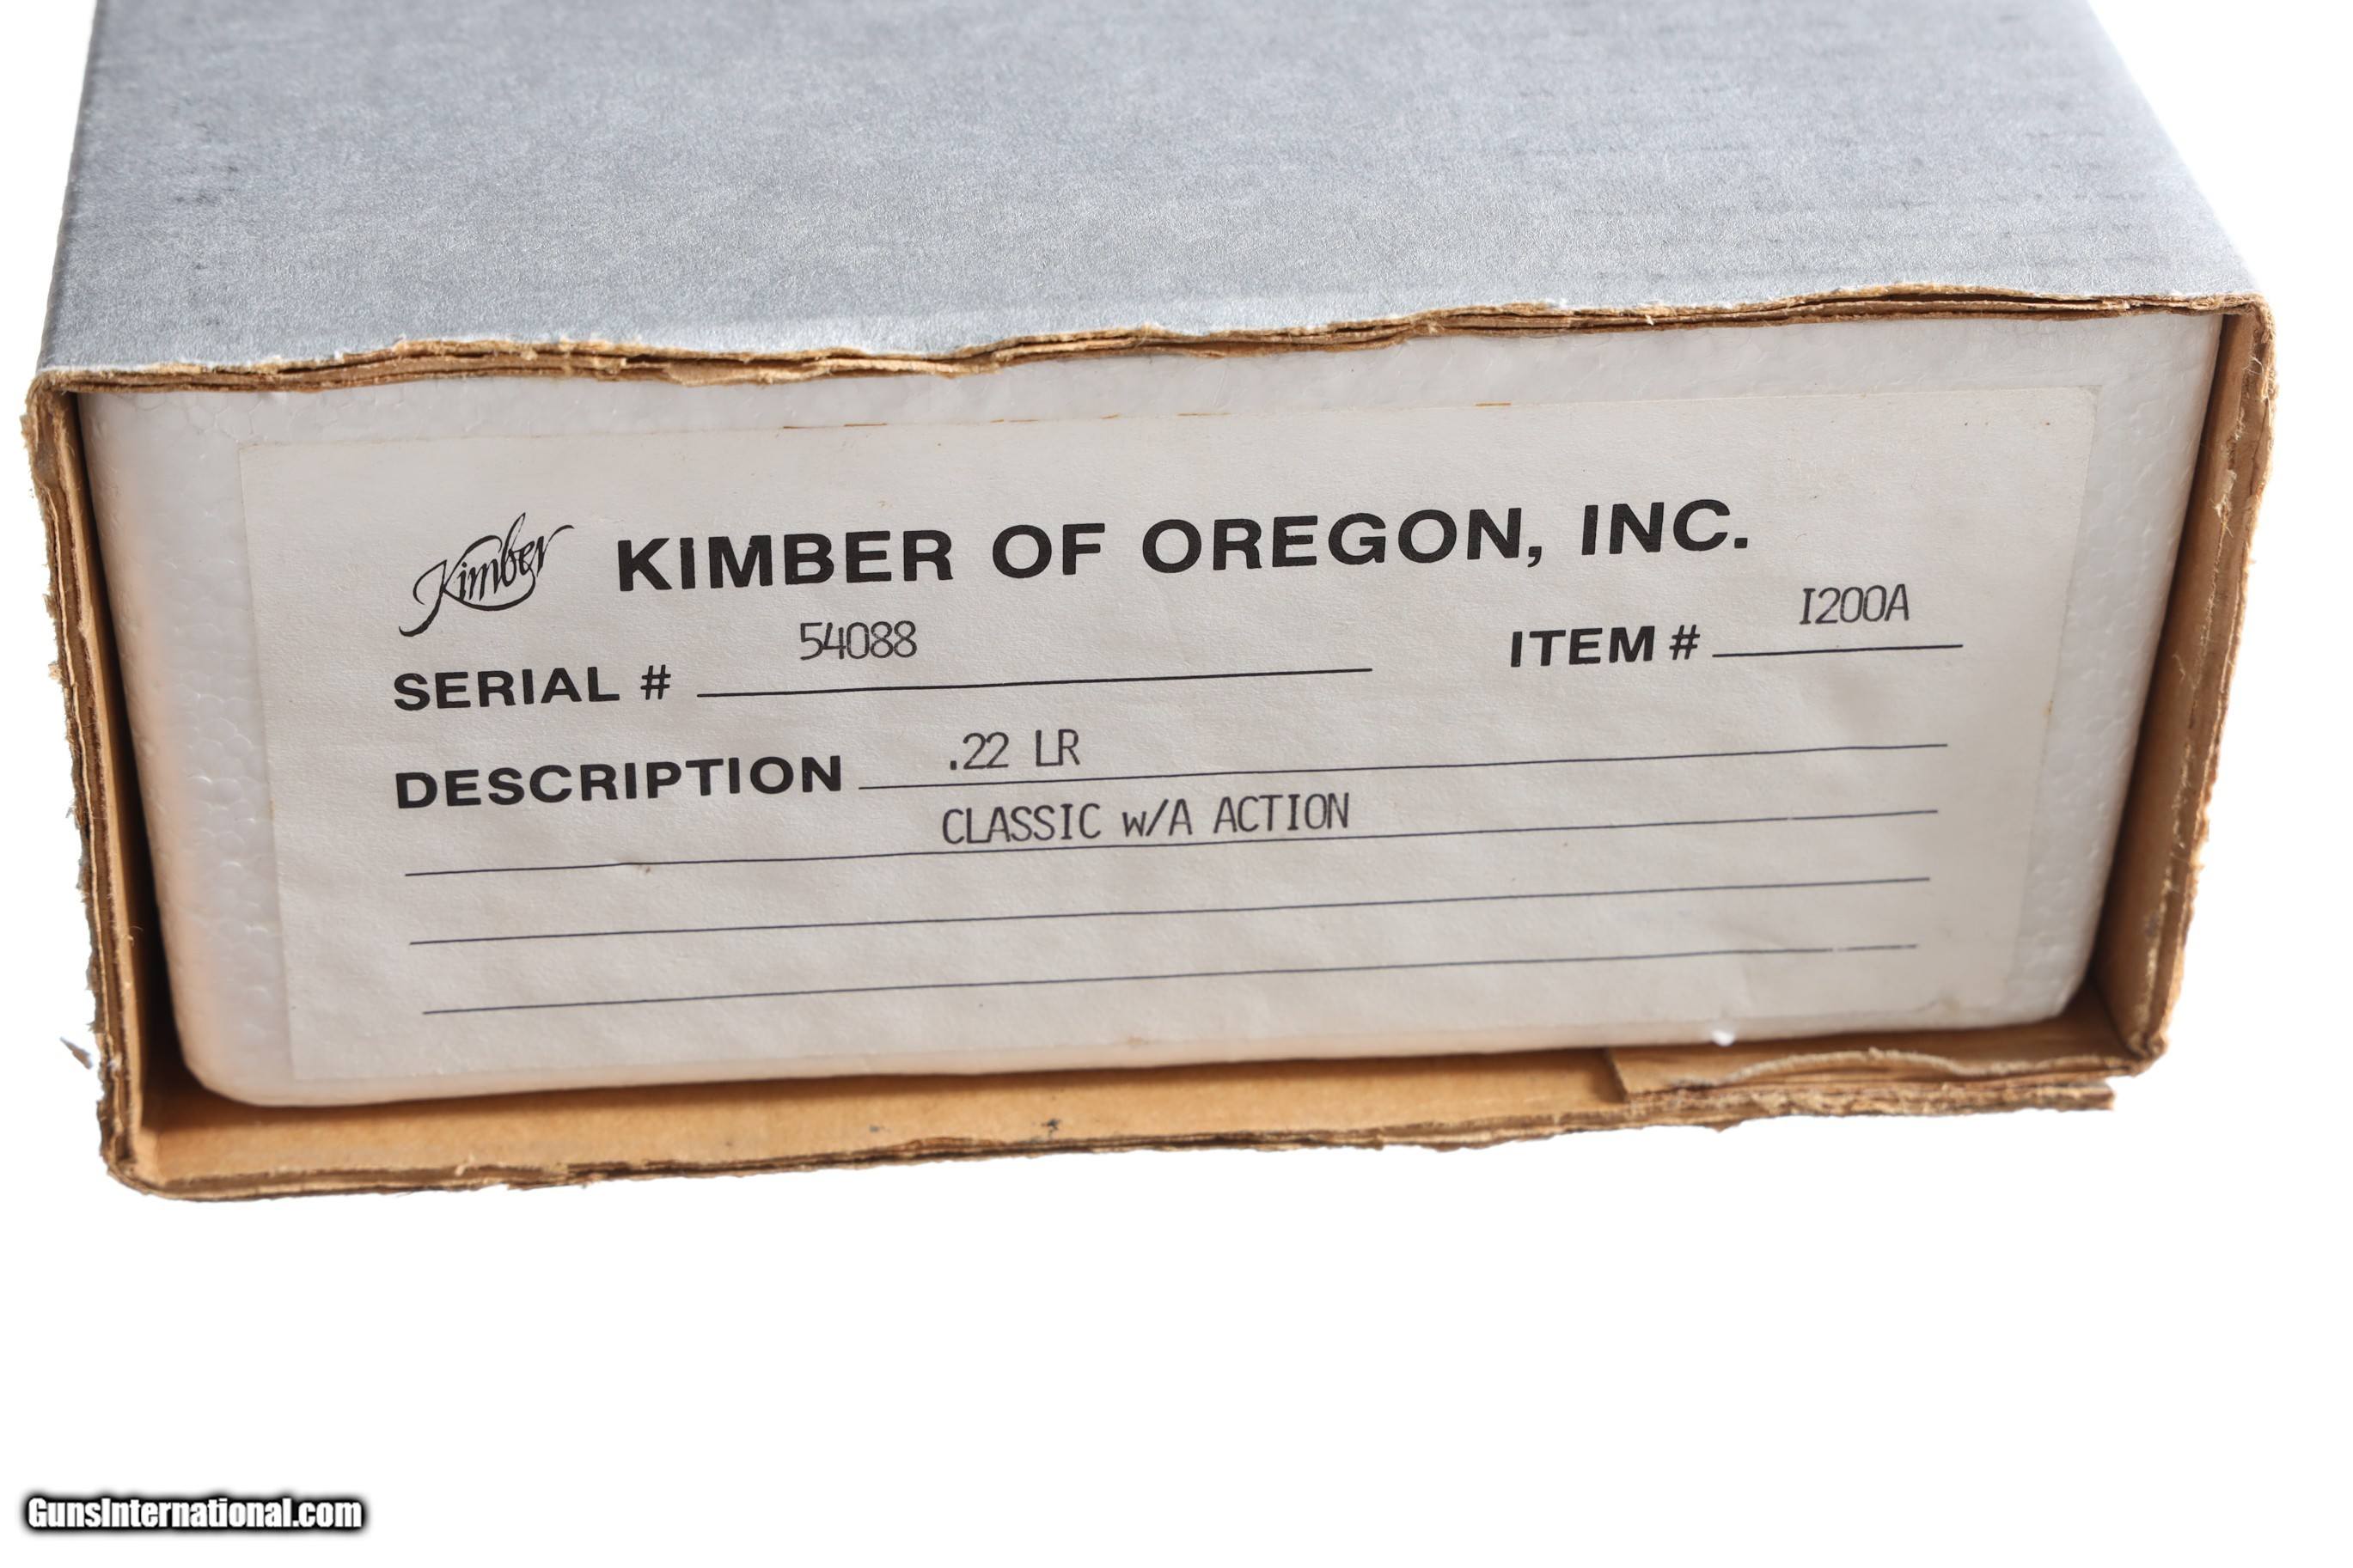 Kimber KIMBER OF OREGON, INC.
SERIAL # 54088 ITEM # I200A
DESCRIPTION .22 LR
CLASSIC w/A ACTION
GunsInternational.com